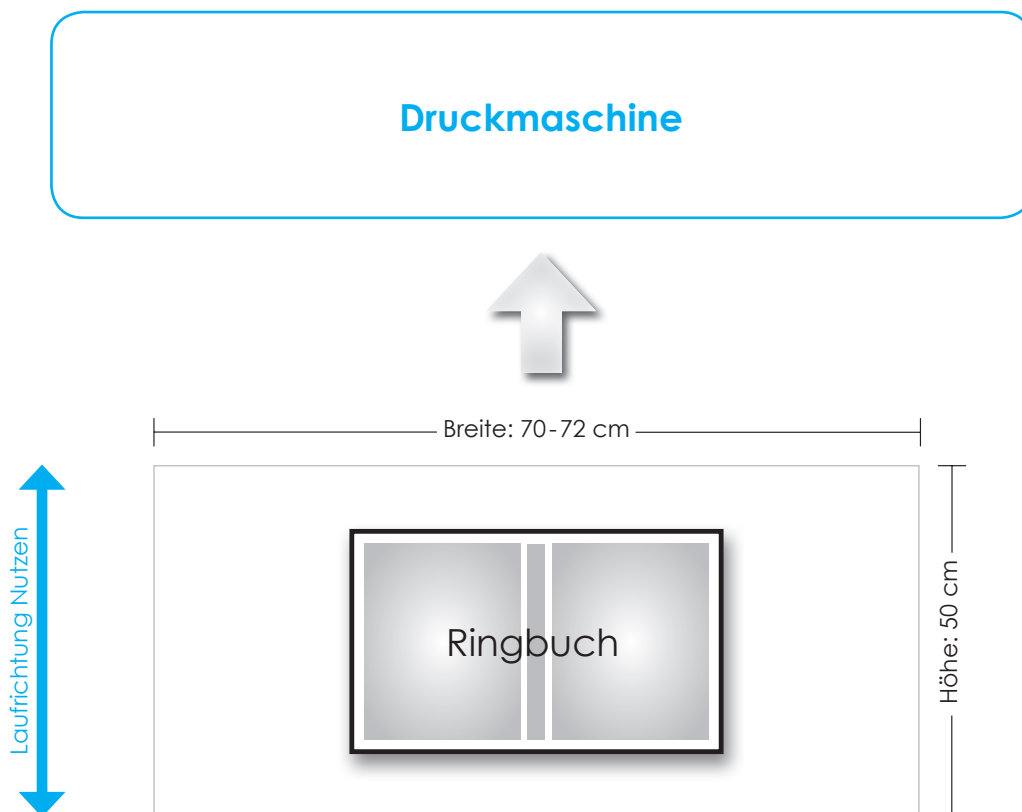 Druckmaschine
Breite: 70-72 cm
Laufrichtung Nutzen
Ringbuch
Höhe: 50 cm